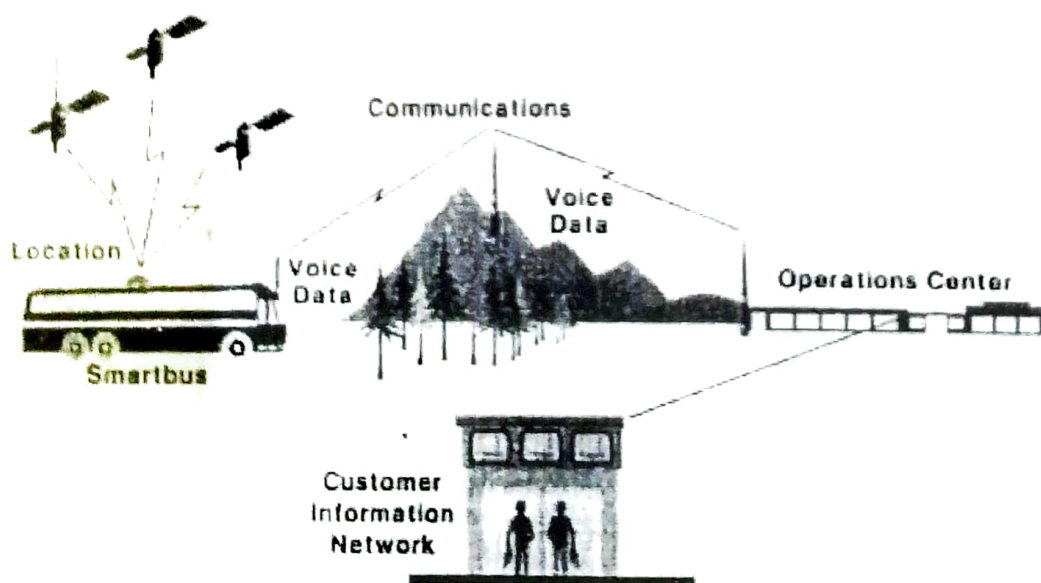 Communications
Voice
Data
Location
Voice
Data
Operations Center
Smartbus
Customer
Information
Network